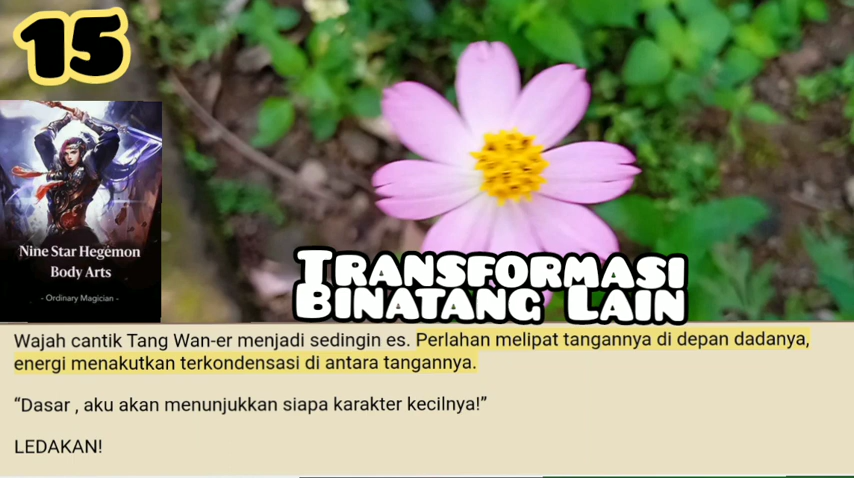 15
Nine Star Hegemon
Body Arts
- Ordinary Magician -
Transformasi
Binatang Lain
Wajah cantik Tang Wan-er menjadi sedingin es. Perlahan melipat tangannya di depan dadanya,
energi menakutkan terkondensasi di antara tangannya.
“Dasar , aku akan menunjukkan siapa karakter kecilnya!”
LEDAKAN!